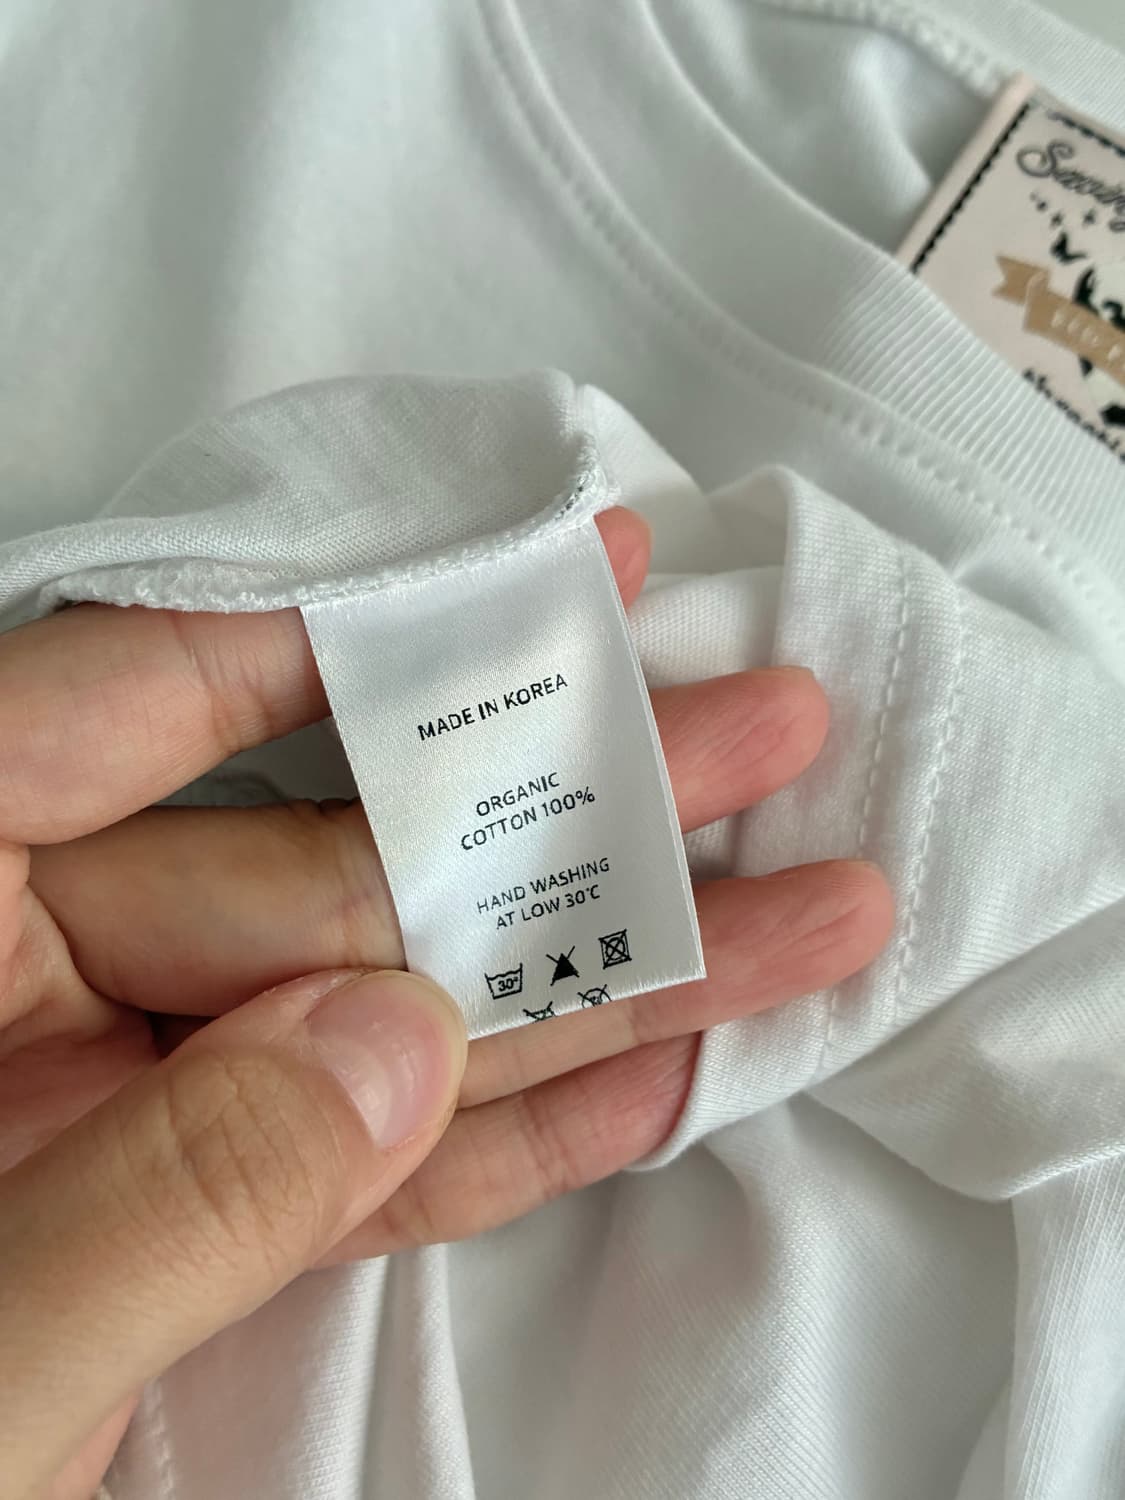 MADE IN KOREA
ORGANIC
COTTON 100%
HAND WASHING
AT LOW 30℃
30°